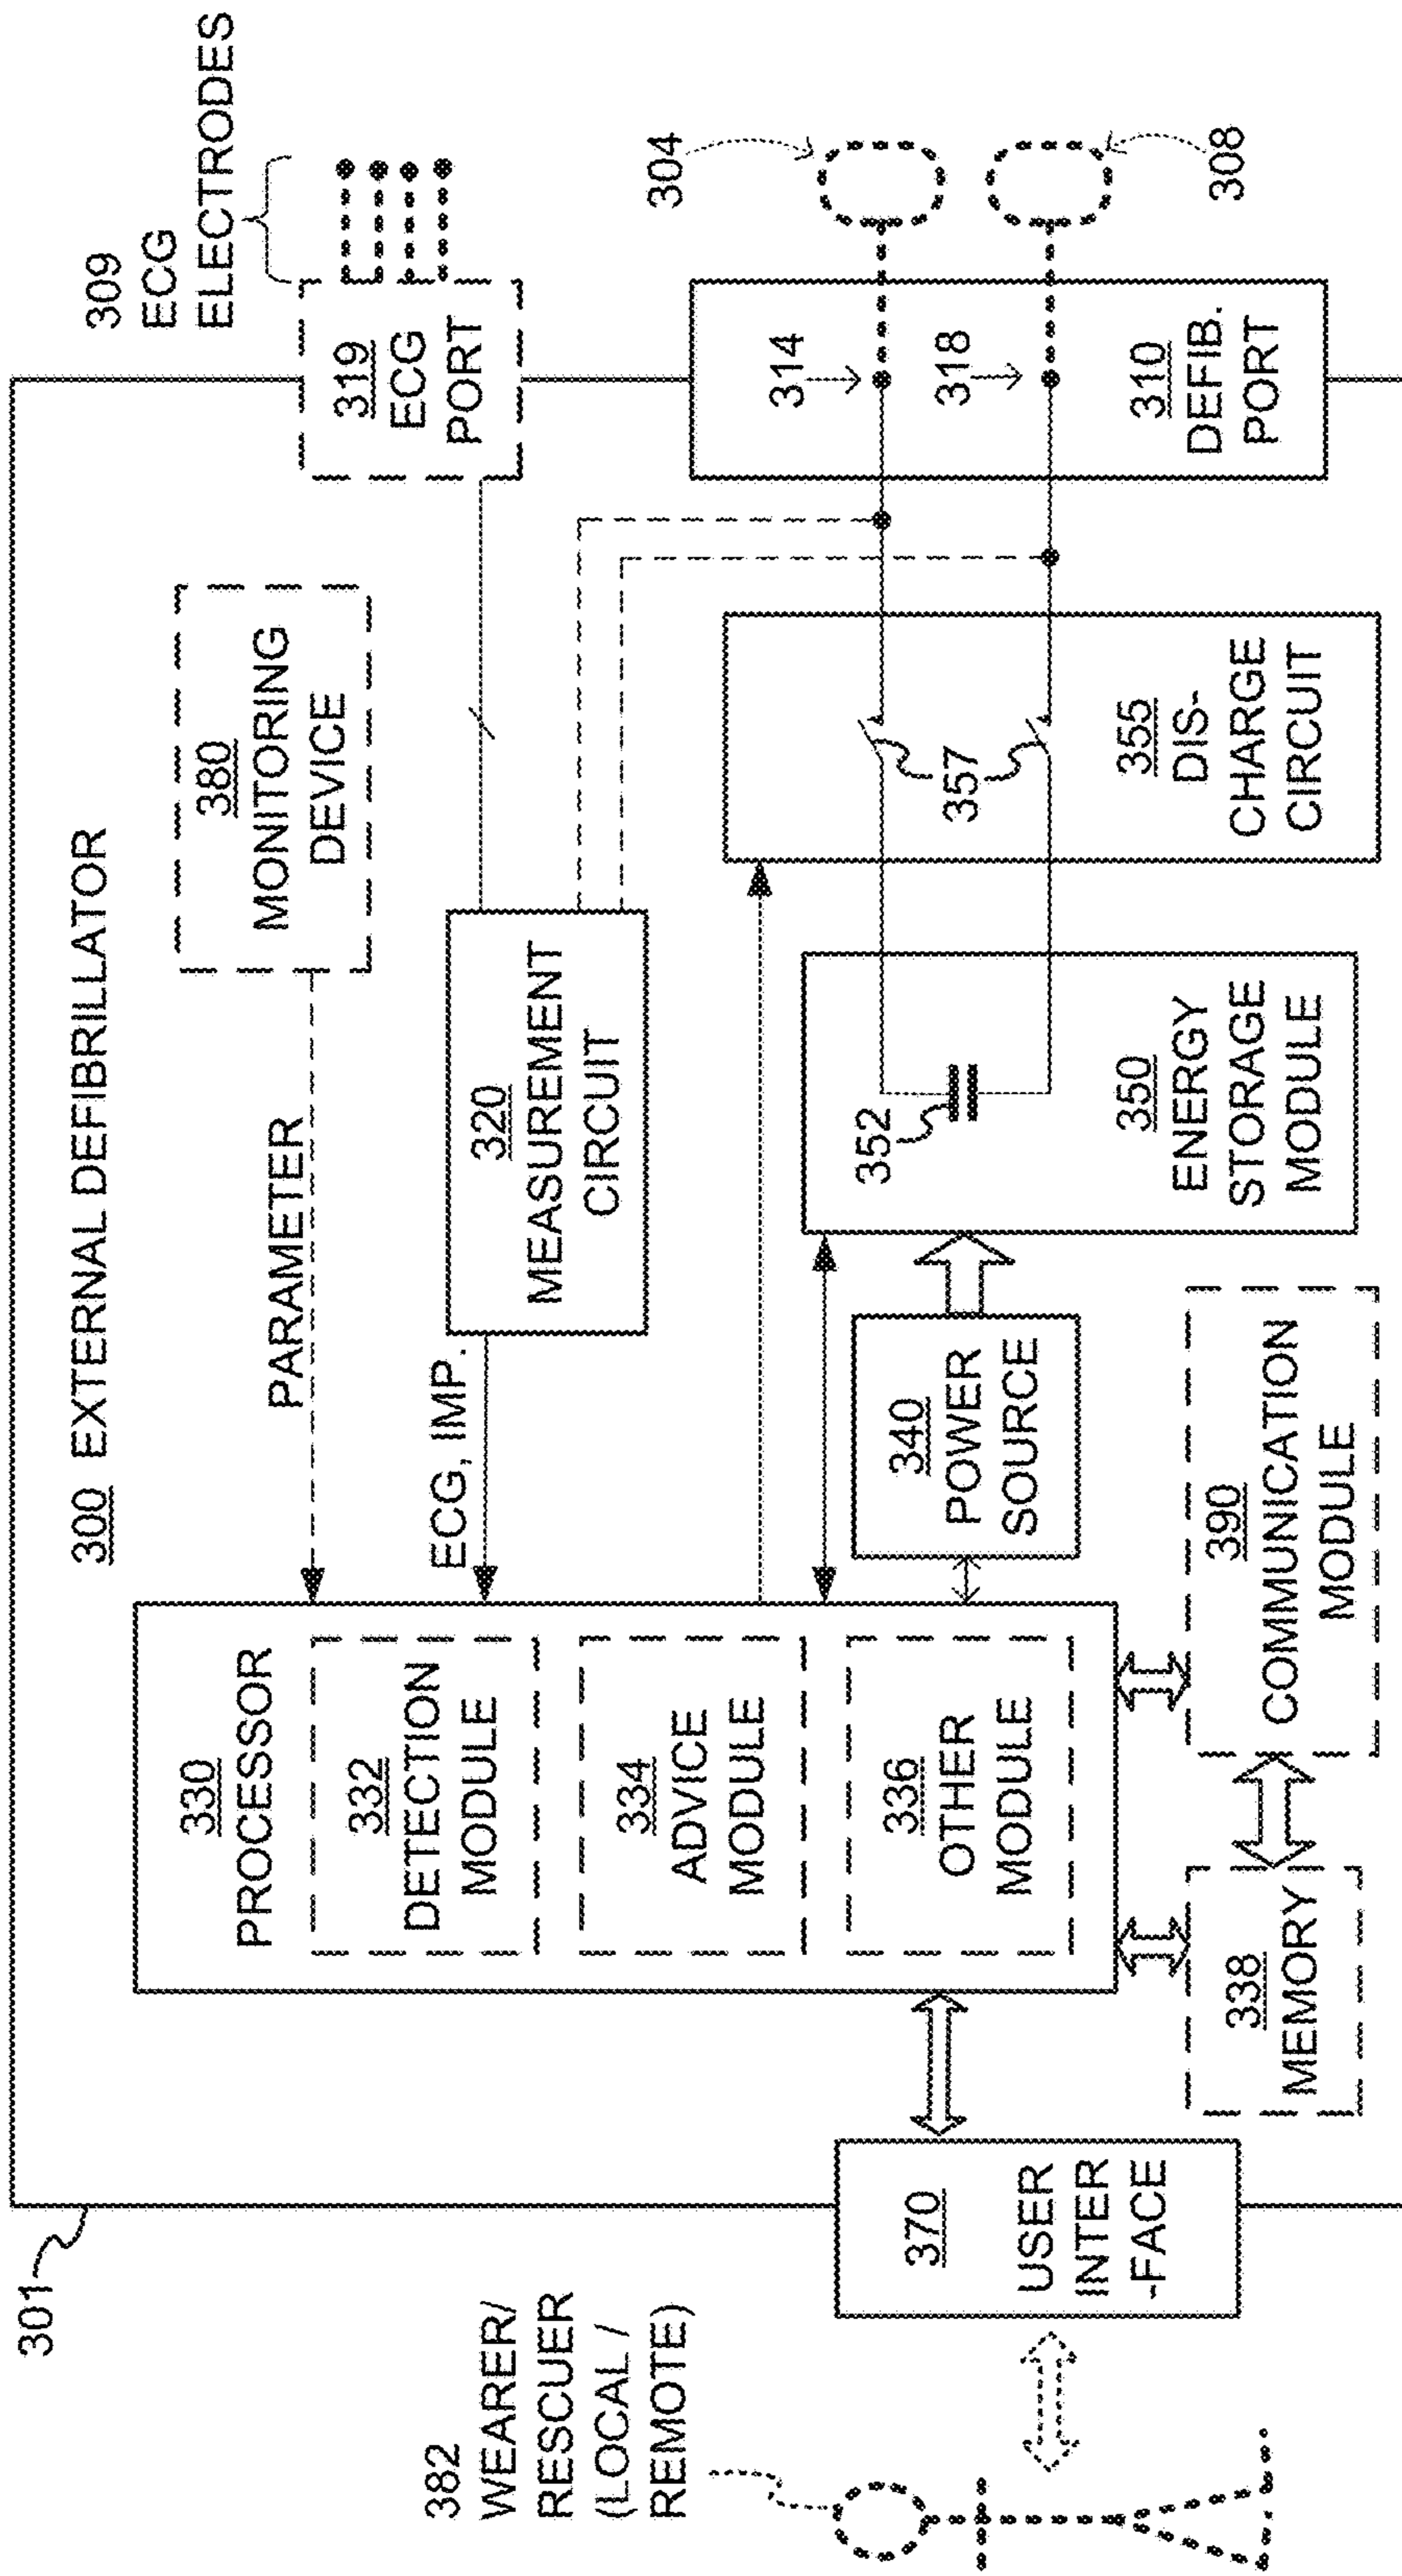 301
300 EXTERNAL DEFIBRILLATOR
309
ECG
ELECTRODES
382
WEARER/
RESCUER
(LOCAL /
REMOTE)
330
PROCESSOR
332
DETECTION
MODULE
334
ADVICE
MODULE
336
OTHER
MODULE
PARAMETER
380
MONITORING
DEVICE
319
ECG
PORT
ECG, IMP.
320
MEASUREMENT
CIRCUIT
304
308
314
318
310
DEFIB.
PORT
357
355
DIS-
CHARGE
CIRCUIT
352
350
ENERGY
STORAGE
MODULE
340
POWER
SOURCE
370
USER
INTER
-FACE
338
MEMORY
390
COMMUNICATION
MODULE